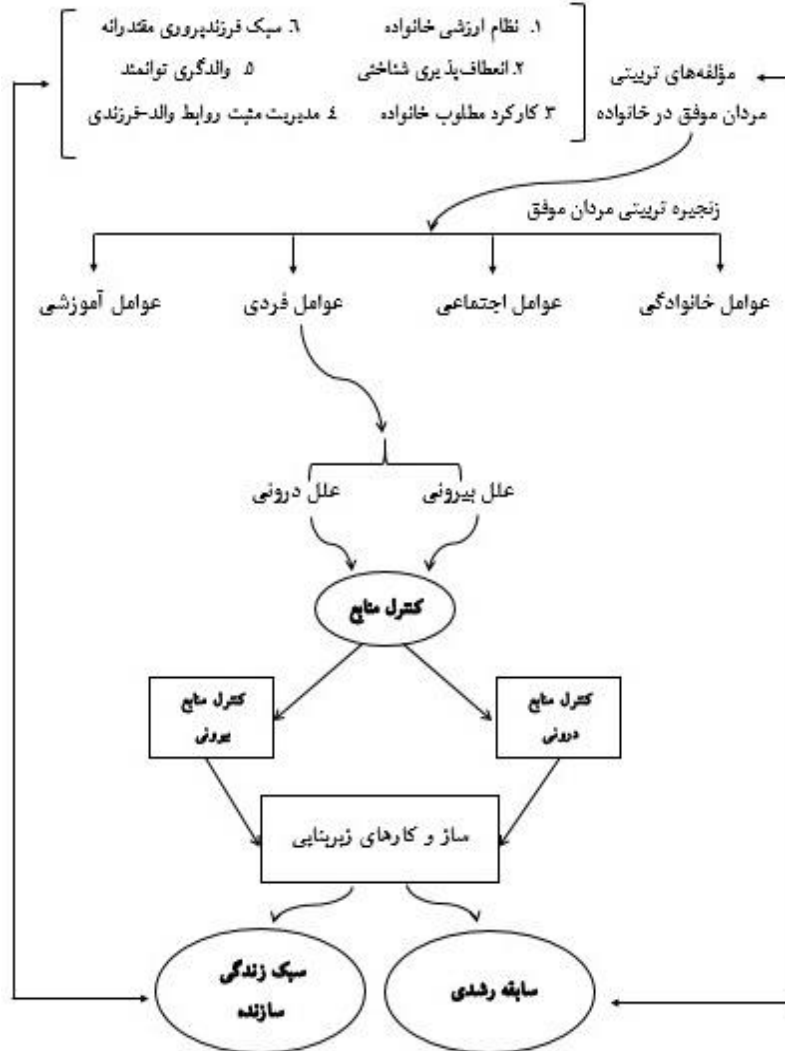 ۱. نظام ارزشی خانواده
۶. سبک فرزندپروری مقتدرانه
۲. انعطاف‌پذیری شناختی
۵. والدگری توانمند
۳ کارکرد مطلوب خانواده
۴ مدیریت مثبت روابط والد-فرزندی
مؤلفه‌های تربیتی
مردان موفق در خانواده
زنجیره تربیتی مردان موفق
عوامل خانوادگی
عوامل اجتماعی
عوامل فردی
عوامل آموزشی
علل بیرونی
علل درونی
کنترل منابع
کنترل منابع
درونی
کنترل منابع
بیرونی
ساز و کارهای زیربنایی
سابقه رشدی
سبک زندگی
سازنده